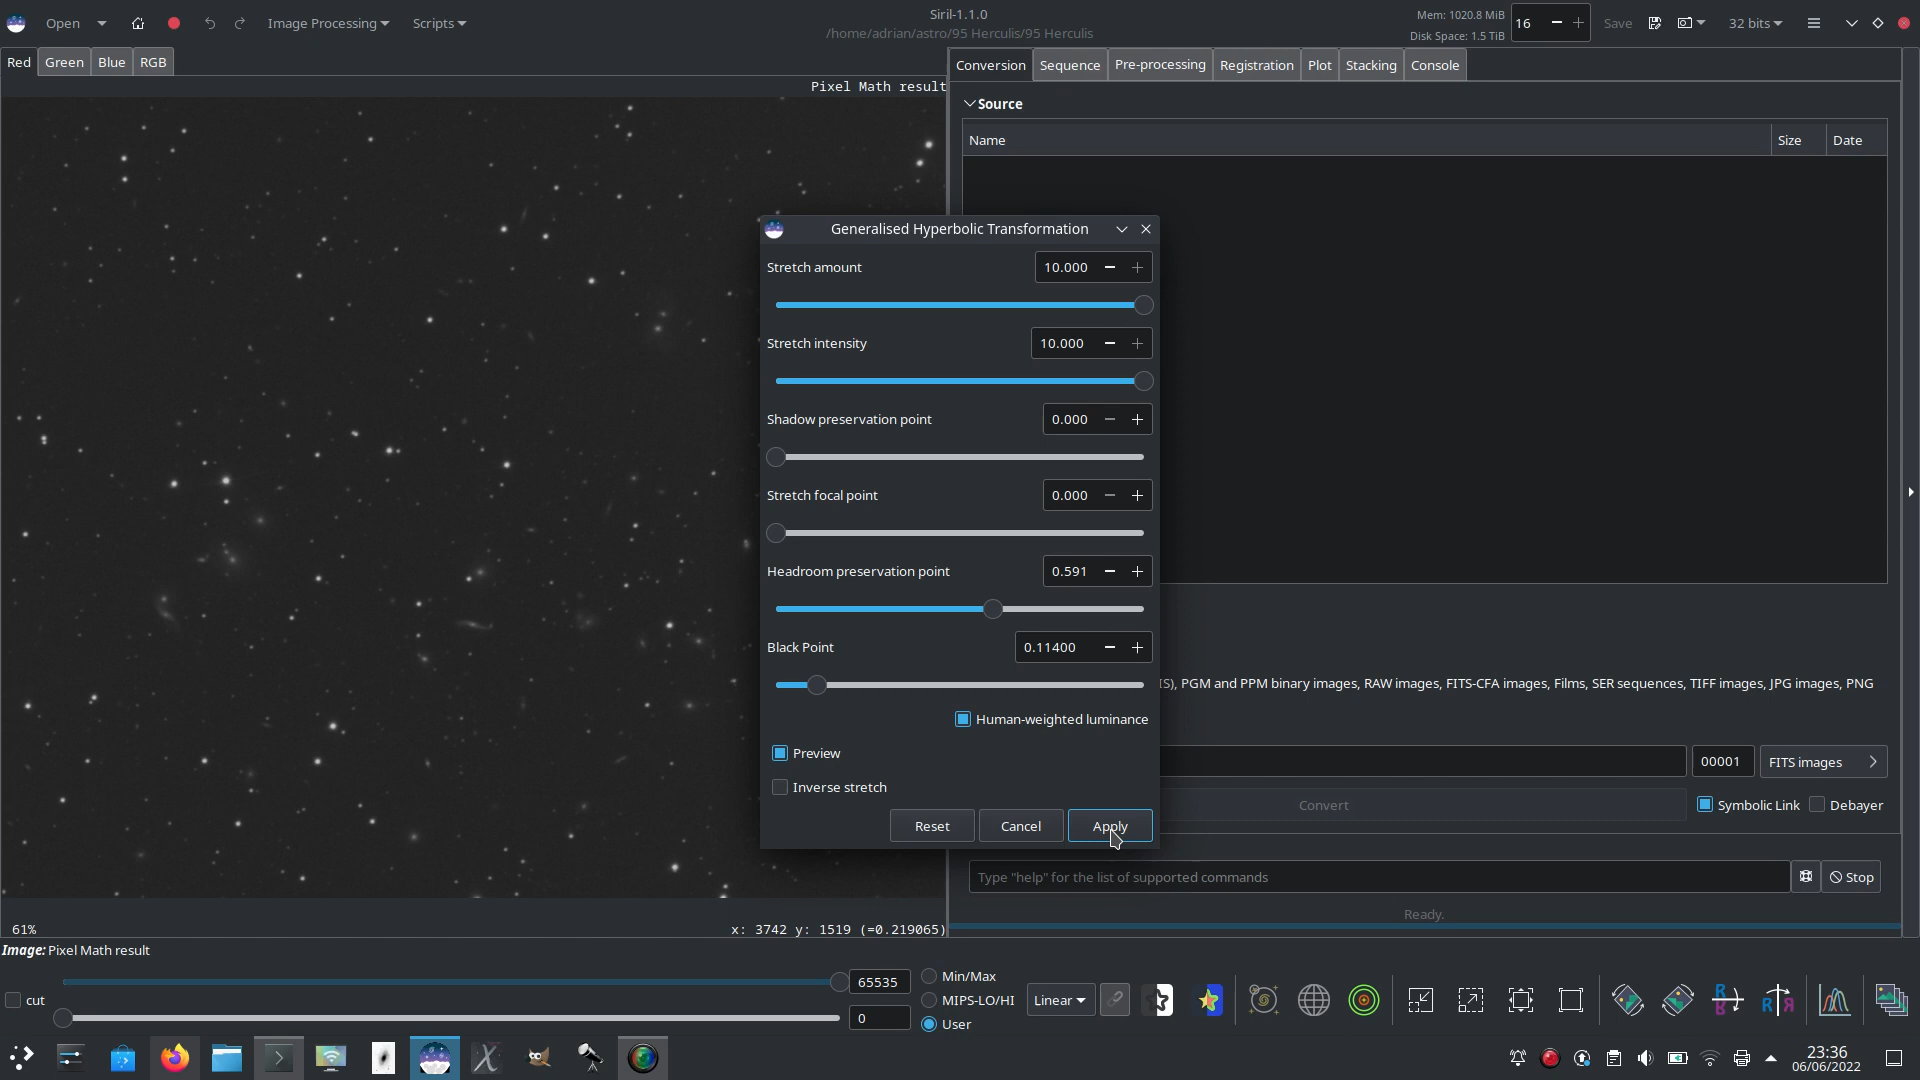 Open
Image Processing
Scripts
Siril-1.1.0
/home/adrian/astro/95 Herculis/95 Herculis
Mem: 1020.8 MiB
Disk Space: 1.5 TiB
16
Save
32 bits
Red
Green
Blue
RGB
Pixel Math result
Conversion
Sequence
Pre-processing
Registration
Plot
Stacking
Console
Source
Name
Size
Date
Generalised Hyperbolic Transformation
Stretch amount
10.000
Stretch intensity
10.000
Shadow preservation point
0.000
Stretch focal point
0.000
Headroom preservation point
0.591
Black Point
0.11400
Human-weighted luminance
Preview
Inverse stretch
Reset
Cancel
Apply
IS), PGM and PPM binary images, RAW images, FITS-CFA images, Films, SER sequences, TIFF images, JPG images, PNG
00001
FITS images
Convert
Symbolic Link
Debayer
Type "help" for the list of supported commands
Stop
Ready.
61%
x: 3742 y: 1519 (=0.219065)
Image: Pixel Math result
cut
65535
0
Min/Max
MIPS-LO/HI
User
Linear
R
R
R
R
23:36
06/06/2022